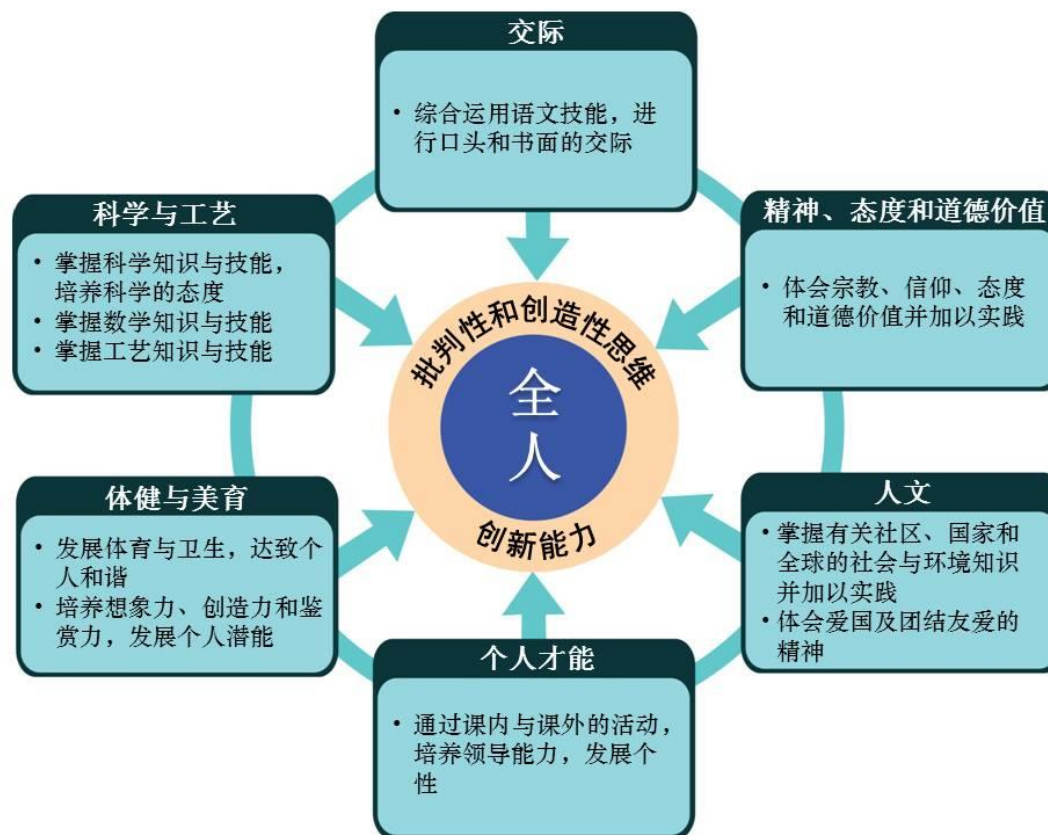 交际
• 综合运用语文技能，进
行口头和书面的交际
精神、态度和道德价值
• 体会宗教、信仰、态度
和道德价值并加以实践
人文
• 掌握有关社区、国家和
全球的社会与环境知识
并加以实践
• 体会爱国及团结友爱的
精神
个人才能
• 通过课内与课外的活动，
培养领导能力，发展个
性
体健与美育
• 发展体育与卫生，达致个
人和谐
• 培养想象力、创造力和鉴
赏力，发展个人潜能
科学与工艺
• 掌握科学知识与技能，
培养科学的态度
• 掌握数学知识与技能
• 掌握工艺知识与技能
批判性和创造性思维
全
人
创新能力